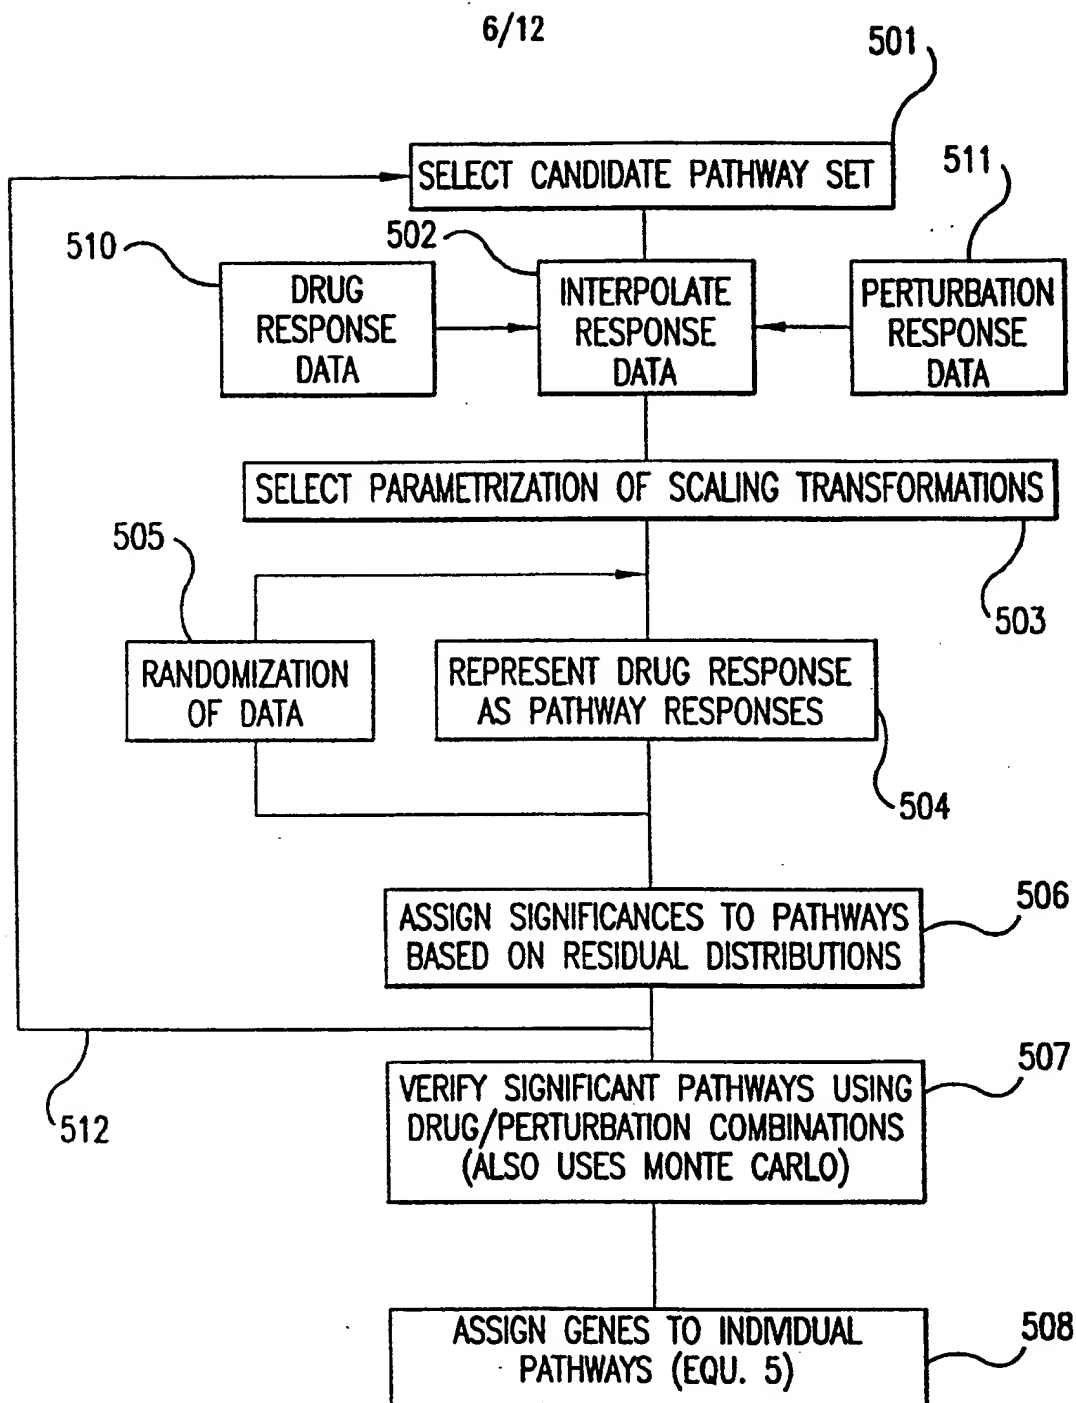 6/12
501
SELECT CANDIDATE PATHWAY SET
511
510
502
DRUG
RESPONSE
DATA
INTERPOLATE
RESPONSE
DATA
PERTURBATION
RESPONSE
DATA
SELECT PARAMETRIZATION OF SCALING TRANSFORMATIONS
503
505
RANDOMIZATION
OF DATA
REPRESENT DRUG RESPONSE
AS PATHWAY RESPONSES
504
ASSIGN SIGNIFICANCES TO PATHWAYS
BASED ON RESIDUAL DISTRIBUTIONS
506
512
VERIFY SIGNIFICANT PATHWAYS USING
DRUG/PERTURBATION COMBINATIONS
(ALSO USES MONTE CARLO)
507
ASSIGN GENES TO INDIVIDUAL
PATHWAYS (EQU. 5)
508